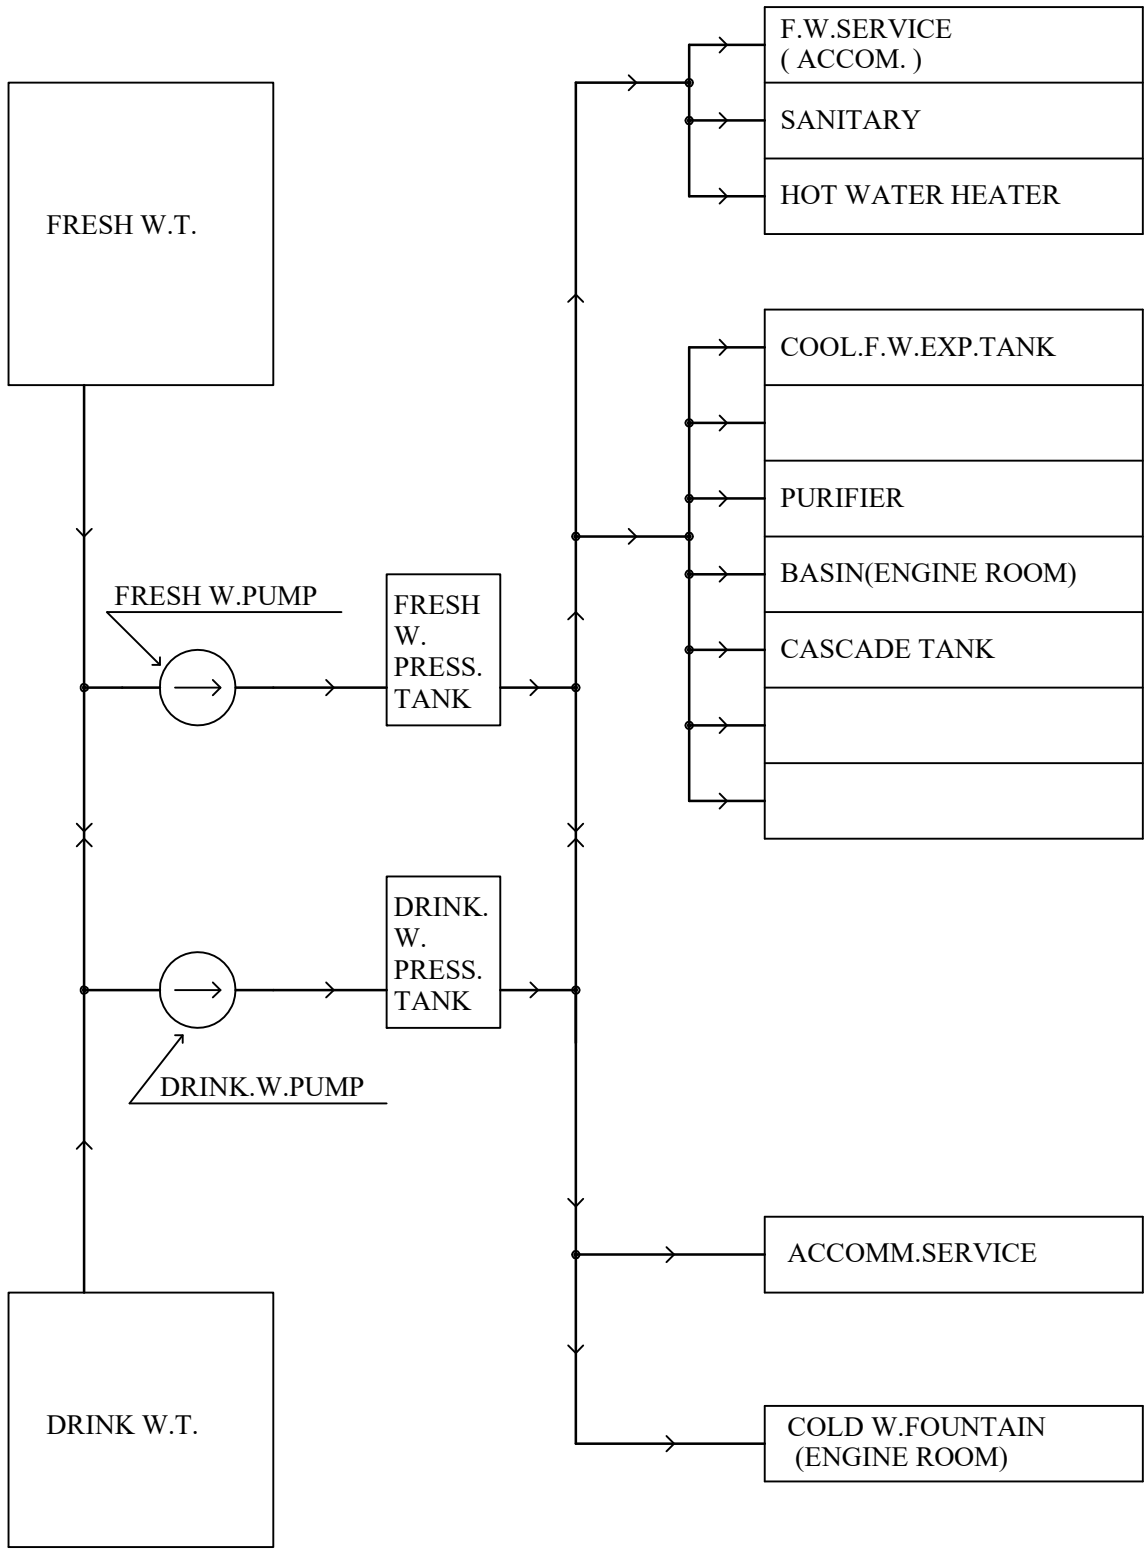 F.W.SERVICE
( ACCOM. )
SANITARY
HOT WATER HEATER
FRESH W.T.
COOL.F.W.EXP.TANK
PURIFIER
BASIN(ENGINE ROOM)
CASCADE TANK
FRESH W.PUMP
FRESH
W.
PRESS.
TANK
DRINK.
W.
PRESS.
TANK
DRINK.W.PUMP
ACCOMM.SERVICE
DRINK W.T.
COLD W.FOUNTAIN
(ENGINE ROOM)